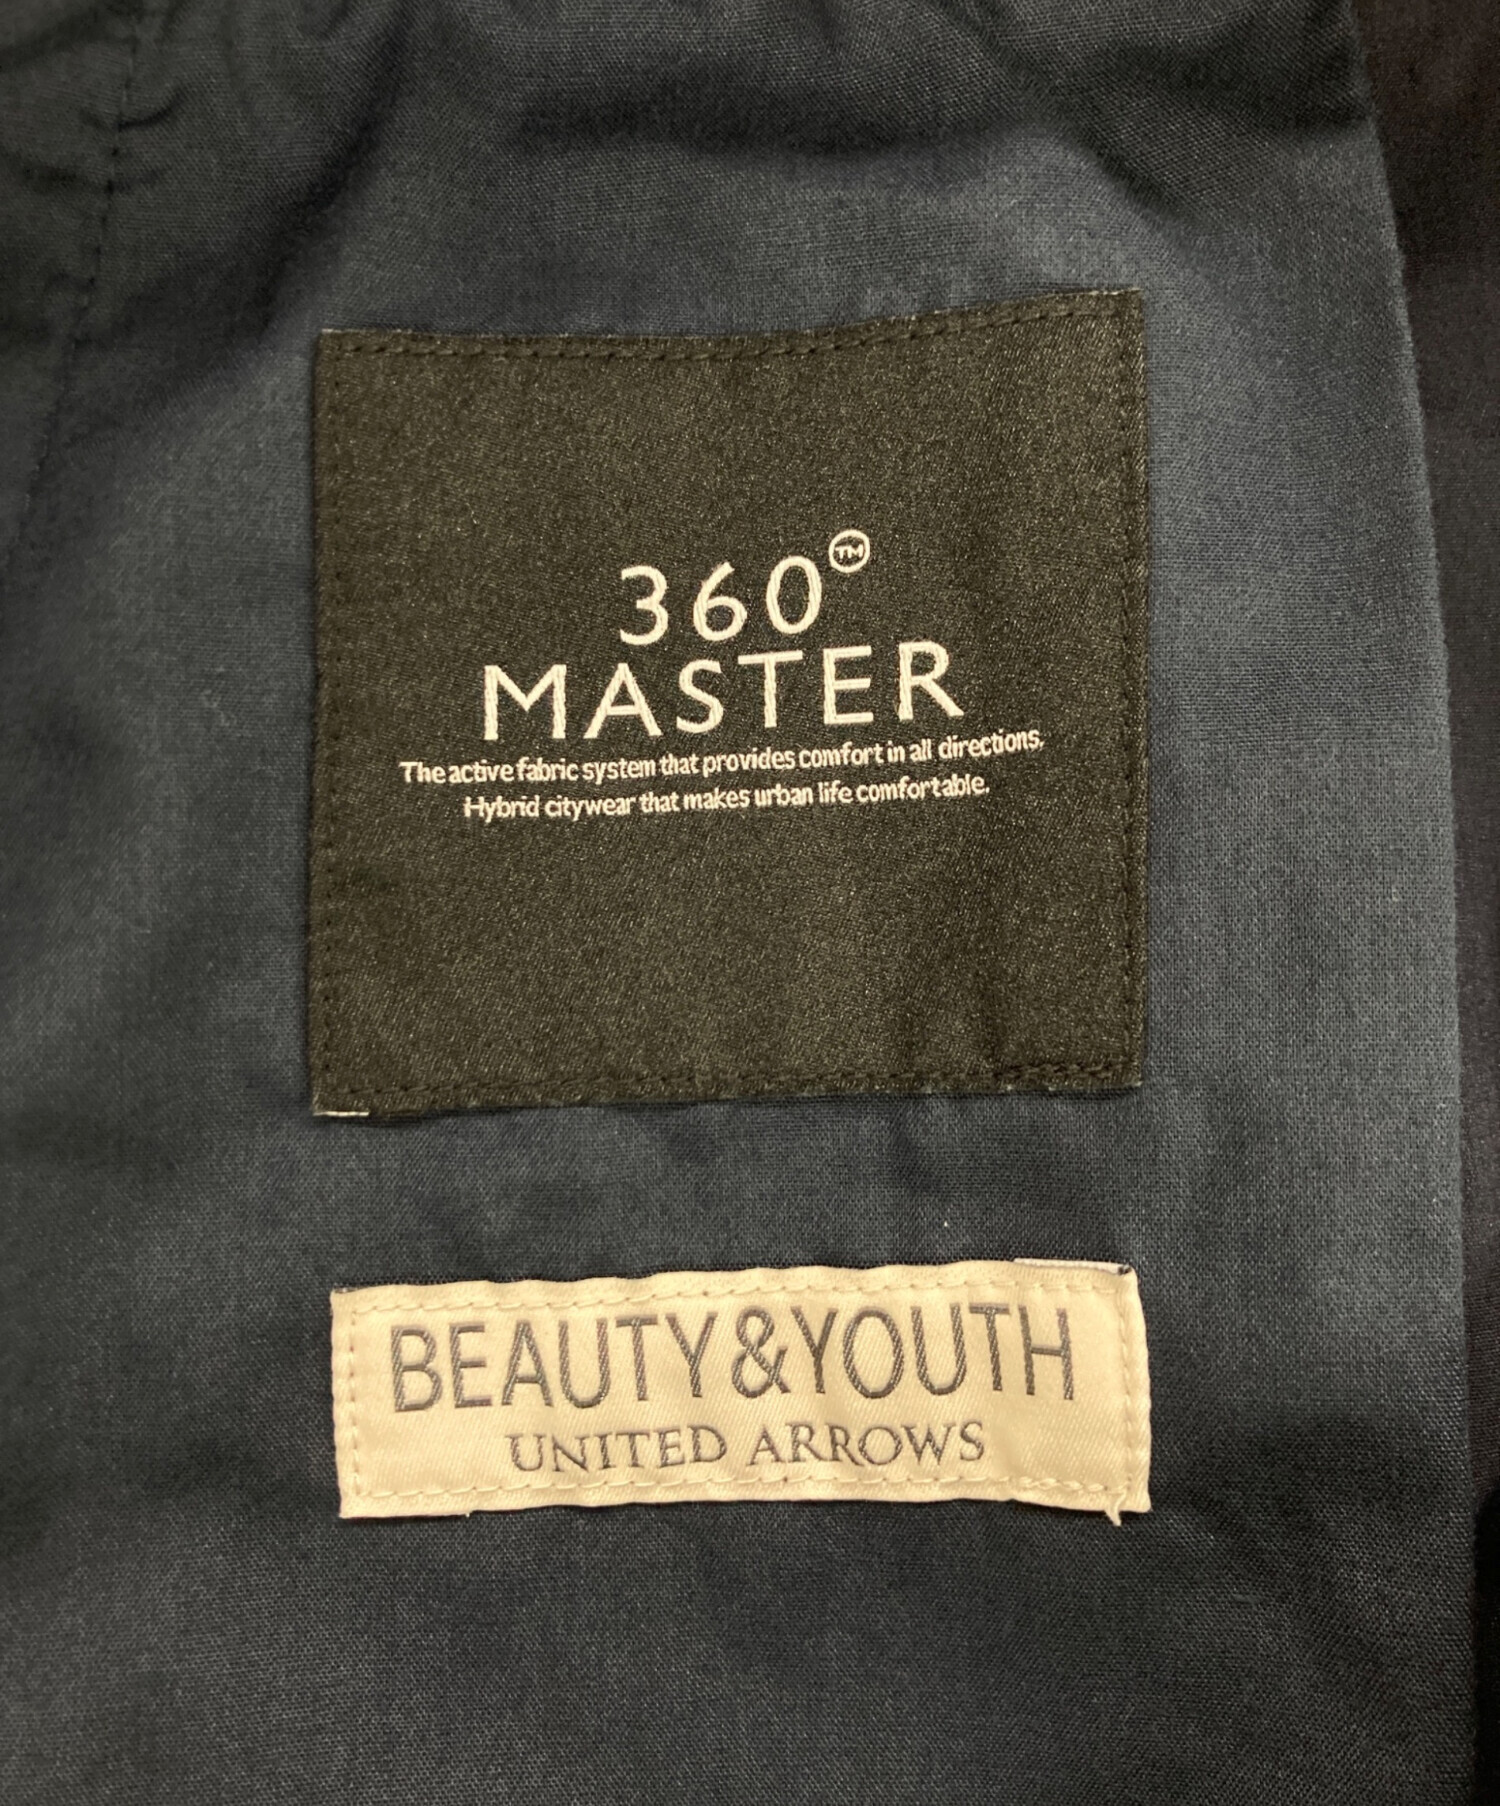 360°™
MASTER
The active fabric system that provides comfort in all directions.
Hybrid citywear that makes urban life comfortable.
BEAUTY&YOUTH
UNITED ARROWS